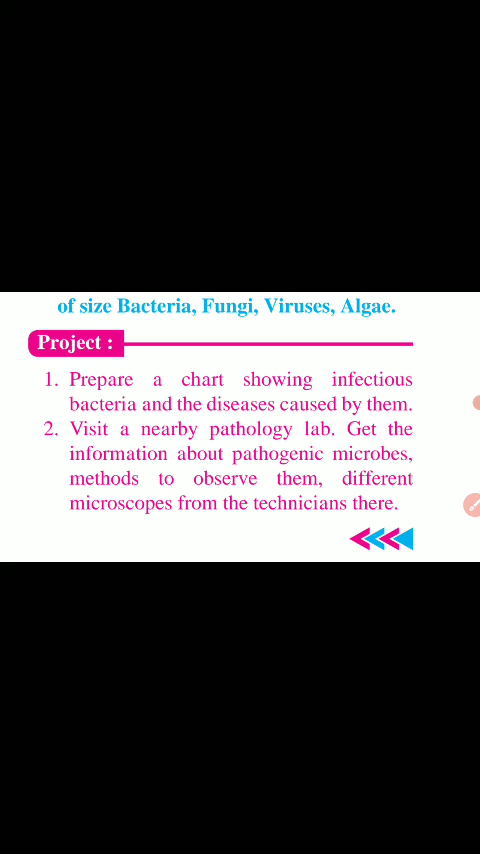 of size Bacteria, Fungi, Viruses, Algae.
Project :
1. Prepare a chart showing infectious
bacteria and the diseases caused by them.
2. Visit a nearby pathology lab. Get the
information about pathogenic microbes,
methods to observe them, different
microscopes from the technicians there.